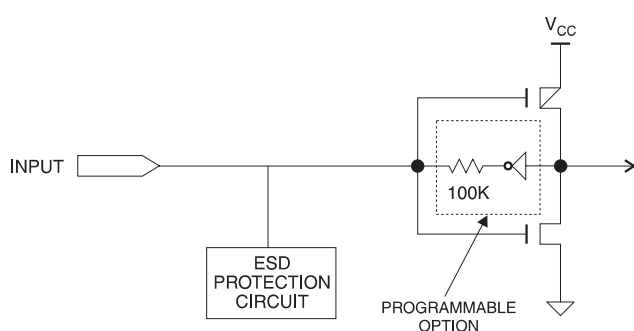 VCC
INPUT
100K
ESD
PROTECTION
CIRCUIT
PROGRAMMABLE
OPTION